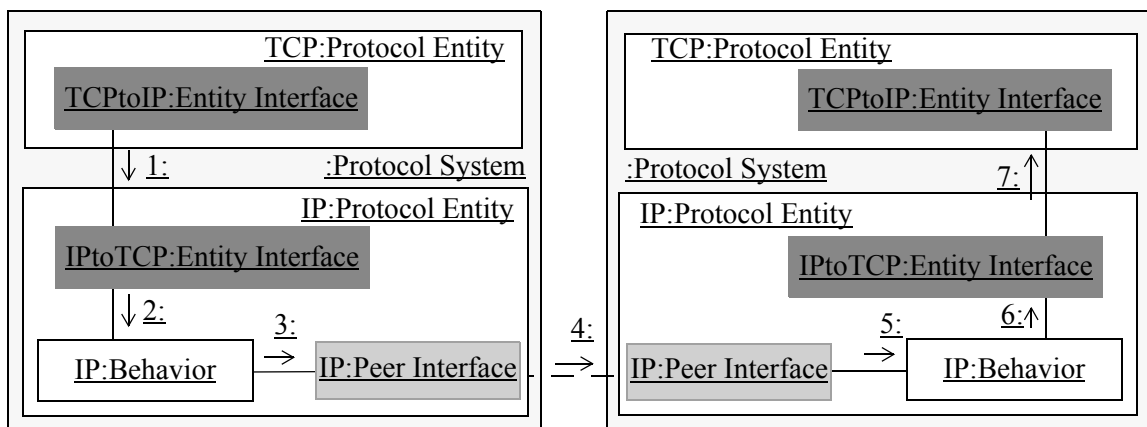 TCP:Protocol Entity
TCPtoIP:Entity Interface
1:
:Protocol System
IP:Protocol Entity
IPtoTCP:Entity Interface
2:
3:
IP:Behavior
IP:Peer Interface
4:
TCP:Protocol Entity
TCPtoIP:Entity Interface
:Protocol System
7:
IP:Protocol Entity
IPtoTCP:Entity Interface
5:
6:
IP:Peer Interface
IP:Behavior